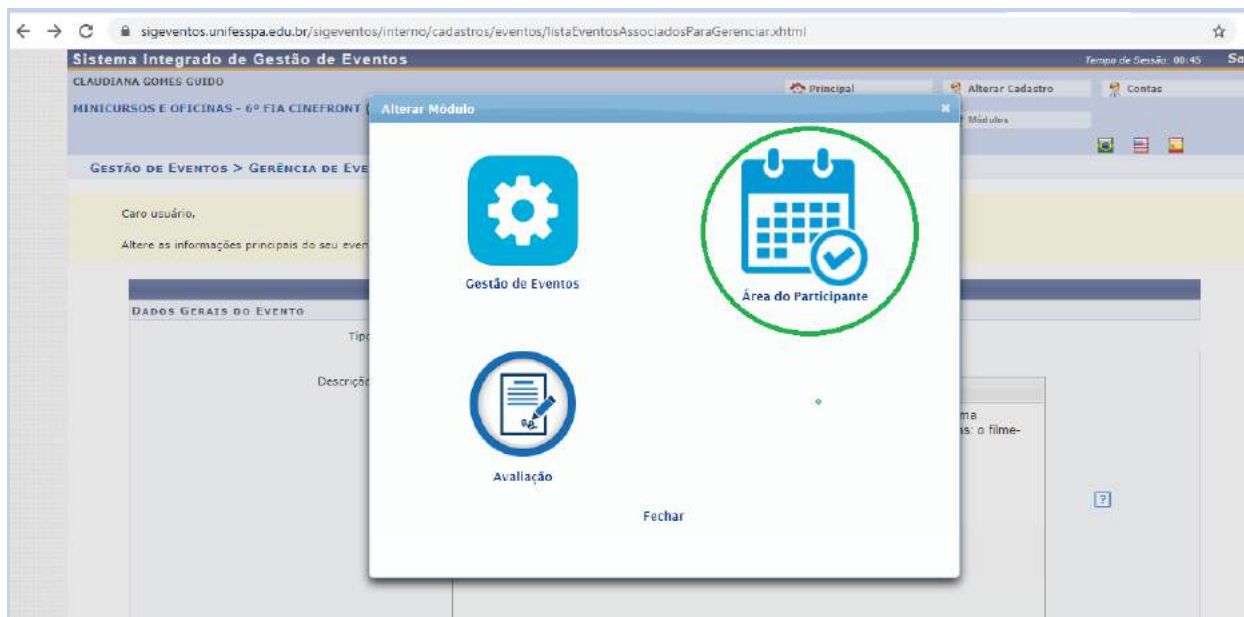 sigeventos.unifesspa.edu.br/sigeventos/interno/cadastros/eventos/listaEventosAssociadosParaGerenciar.xhtml
Sistema Integrado de Gestão de Eventos
Tempo de Sessão: 00:45
CLAUDIANA GOMES GUIDO
Principal
Alterar Cadastro
Contas
MINICURSOS E OFICINAS - 6º FIA CINEFRONT (
Alterar Módulo
Módulos
GESTÃO DE EVENTOS > GERÊNCIA DE EVE
Caro usuário,
Altere as informações principais do seu even
Gestão de Eventos
Área do Participante
DADOS GERAIS DO EVENTO
Tipo
Descriçã
ma
as: o filme-
Avaliação
Fechar